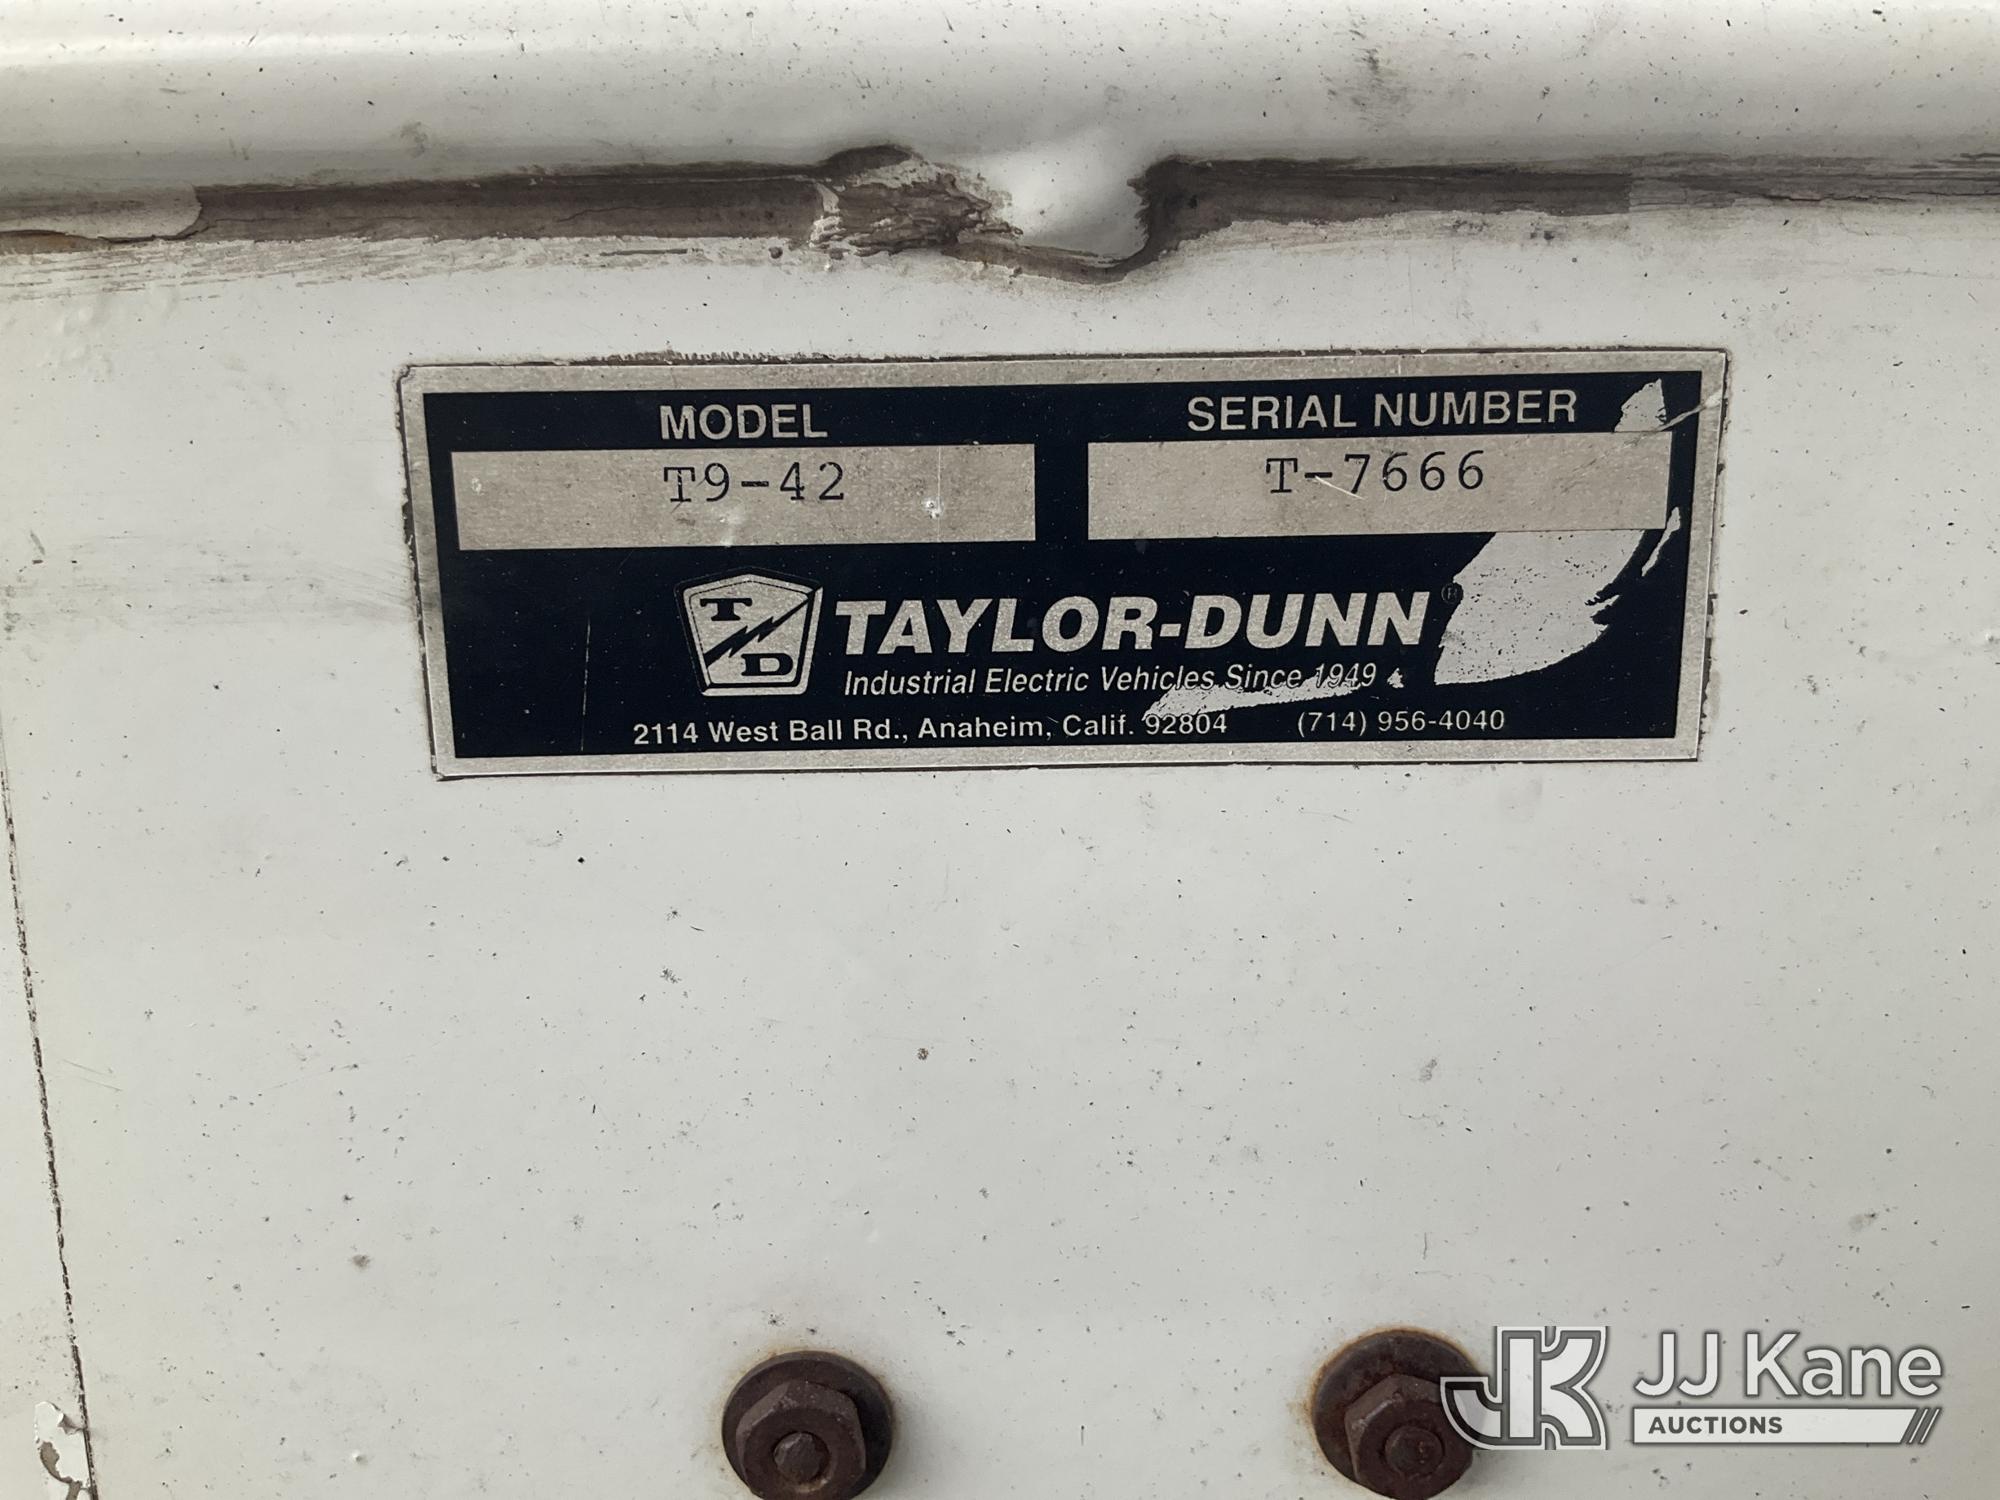 MODEL SERIAL NUMBER
T9-42 T-7666
T D
TAYLOR-DUNN®
Industrial Electric Vehicles Since 1949
2114 West Ball Rd., Anaheim, Calif. 92804 (714) 956-4040
JK JJ Kane
AUCTIONS